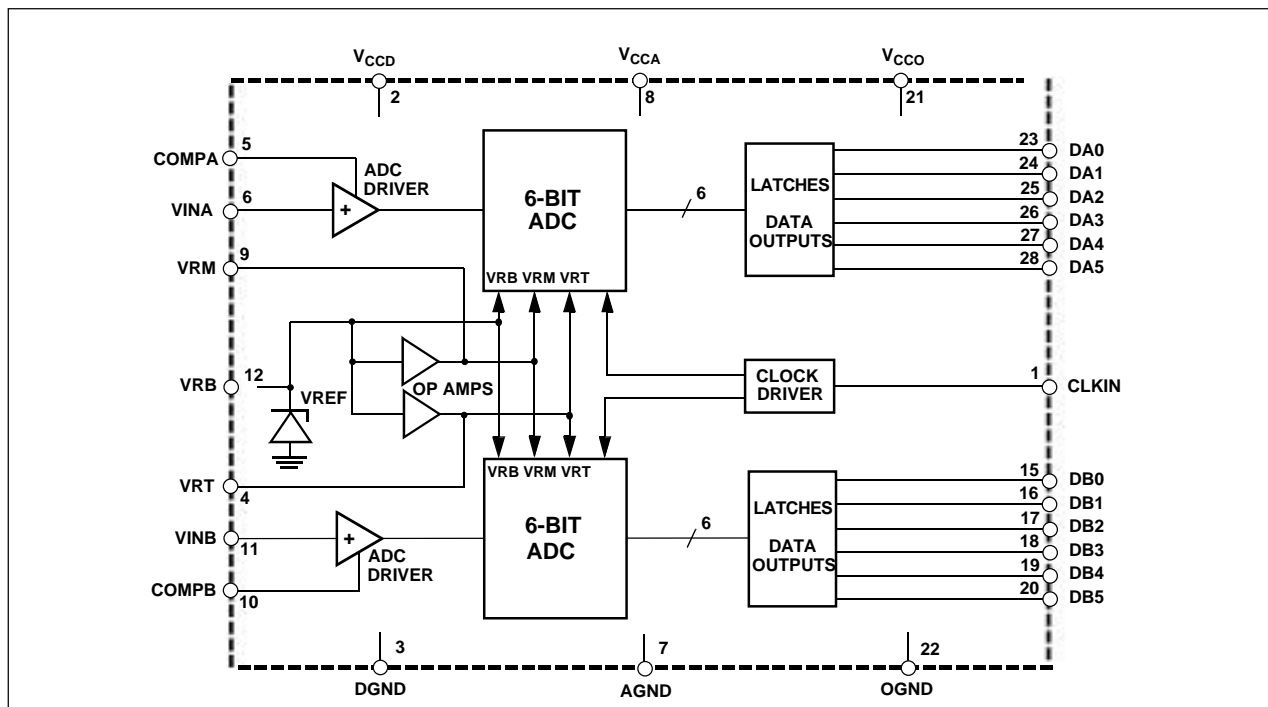 VCCD
VCCA
VCCO
2
8
21
5
COMPA
ADC
DRIVER
6
VINA
+
9
VRM
6-BIT
ADC
VRB VRM VRT
6
LATCHES
DATA
OUTPUTS
23
DA0
24
DA1
25
DA2
26
DA3
27
DA4
28
DA5
VRB
12
VREF
OP AMPS
CLOCK
DRIVER
1
CLKIN
VRT
4
VINB
11
+
ADC
DRIVER
COMPB
10
VRB VRM VRT
6-BIT
ADC
6
LATCHES
DATA
OUTPUTS
15
DB0
16
DB1
17
DB2
18
DB3
19
DB4
20
DB5
3
7
22
DGND
AGND
OGND